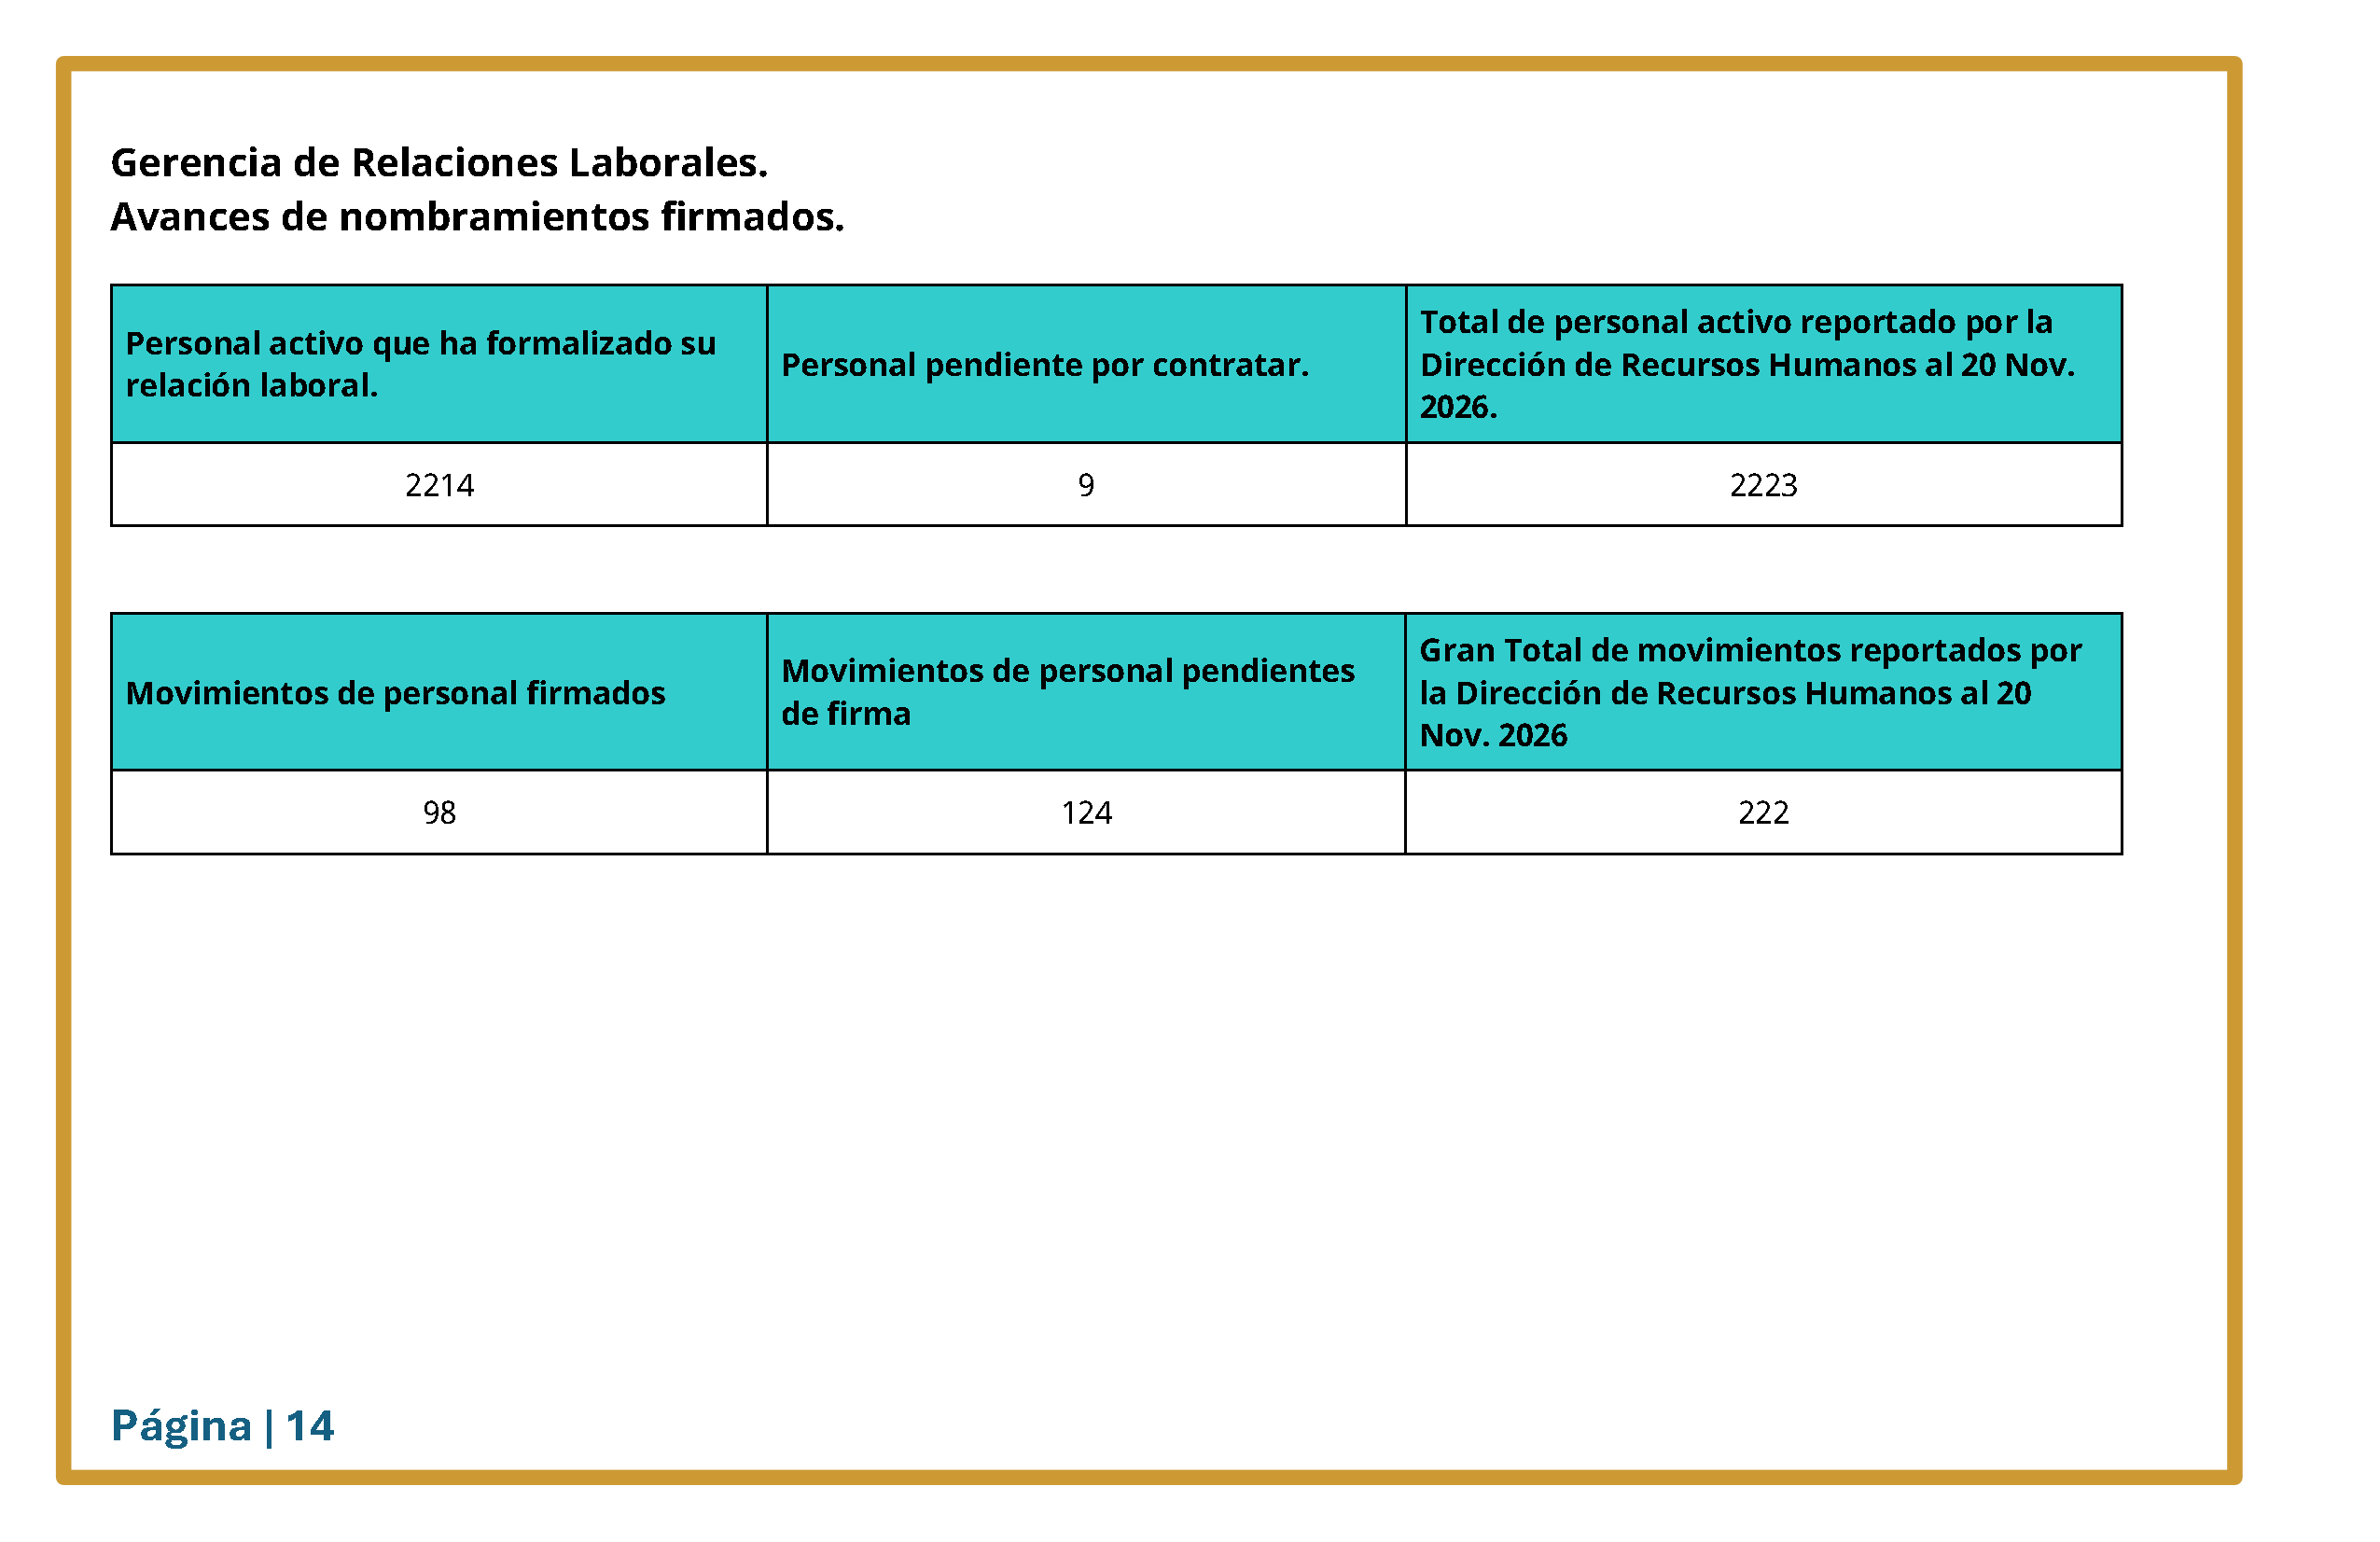 Gerencia de Relaciones Laborales.
Avances de nombramientos firmados.
Personal activo que ha formalizado su
relación laboral.
Personal pendiente por contratar.
Total de personal activo reportado por la
Dirección de Recursos Humanos al 20 Nov.
2026.
2214
9
2223
Movimientos de personal firmados
Movimientos de personal pendientes
de firma
Gran Total de movimientos reportados por
la Dirección de Recursos Humanos al 20
Nov. 2026
98
124
222
Página | 14